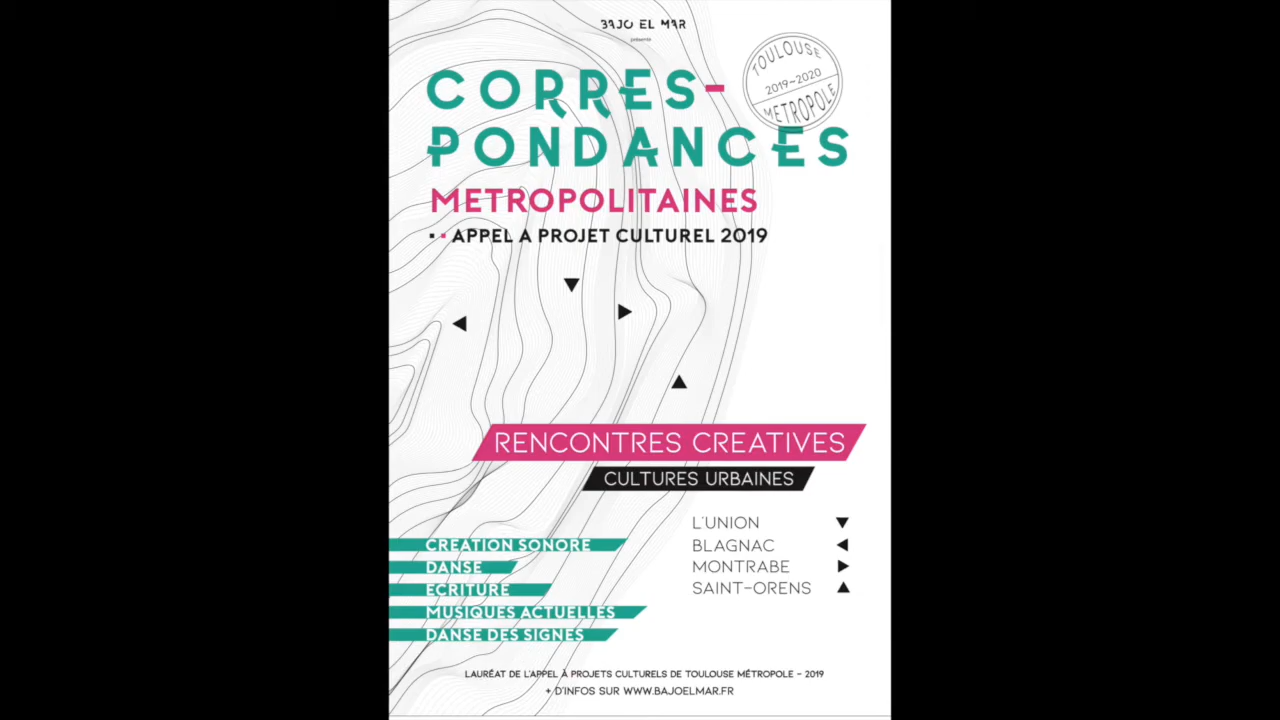 BAJO EL MAR
présente
TOULOUSE
2019-2020
METROPOLE
CORRES-
PONDANCES
METROPOLITAINES
APPEL A PROJET CULTUREL 2019
RENCONTRES CREATIVES
CULTURES URBAINES
L'UNION
BLAGNAC
MONTRABE
SAINT-ORENS
CREATION SONORE
DANSE
ECRITURE
MUSIQUES ACTUELLES
DANSE DES SIGNES
LAURÉAT DE L'APPEL À PROJETS CULTURELS DE TOULOUSE MÉTROPOLE - 2019
+ D'INFOS SUR WWW.BAJOELMAR.FR